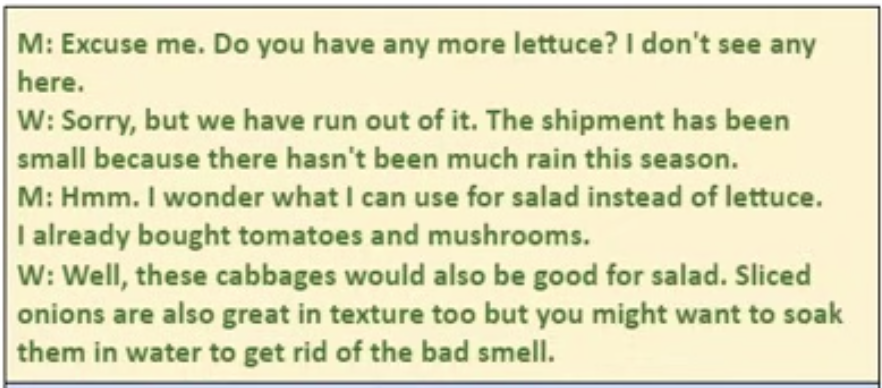 M: Excuse me. Do you have any more lettuce? I don't see any
here.
W: Sorry, but we have run out of it. The shipment has been
small because there hasn't been much rain this season.
M: Hmm. I wonder what I can use for salad instead of lettuce.
I already bought tomatoes and mushrooms.
W: Well, these cabbages would also be good for salad. Sliced
onions are also great in texture too but you might want to soak
them in water to get rid of the bad smell.